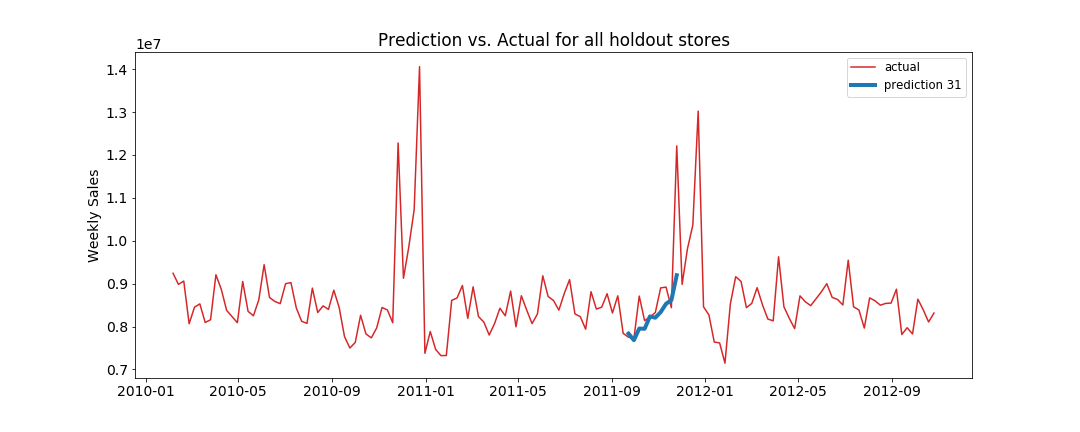 Prediction vs. Actual for all holdout stores
1e7
actual
prediction 31
Weekly Sales
1.4
1.3
1.2
1.1
1.0
0.9
0.8
0.7
2010-01 2010-05 2010-09 2011-01 2011-05 2011-09 2012-01 2012-05 2012-09